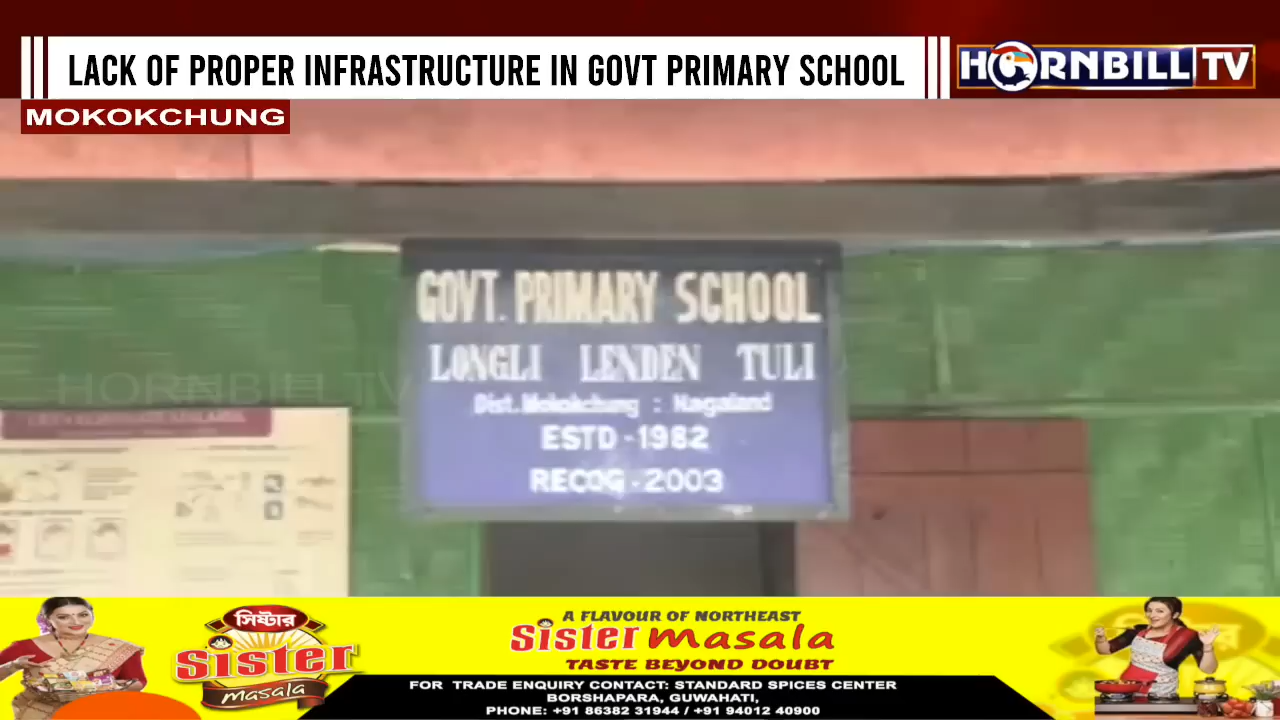 LACK OF PROPER INFRASTRUCTURE IN GOVT PRIMARY SCHOOL
HORNBILL TV
MOKOKCHUNG
GOVT. PRIMARY SCHOOL
LONGLI LENDEN TULI
Dist. Mokokchung : Nagaland
ESTD - 1982
RECOG - 2003
HORNBILL TV
সিষ্টার
Sister
masala
A FLAVOUR OF NORTHEAST
Sister masala
TASTE BEYOND DOUBT
FOR TRADE ENQUIRY CONTACT: STANDARD SPICES CENTER
BORSHAPARA, GUWAHATI,
PHONE: +91 86382 31944 / +91 94012 40900